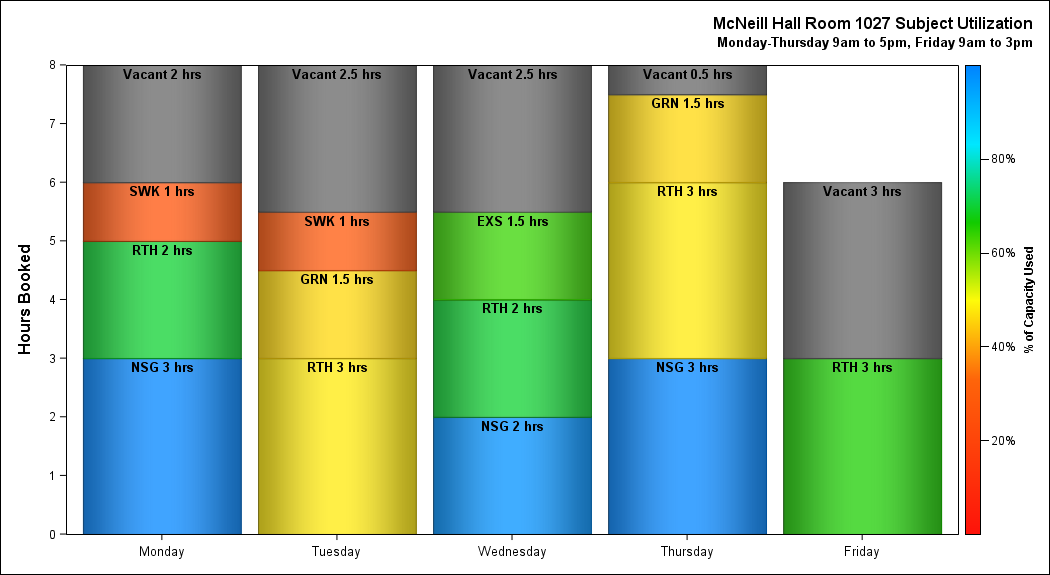 McNeill Hall Room 1027 Subject Utilization
Monday-Thursday 9am to 5pm, Friday 9am to 3pm
Hours Booked
8
7
6
5
4
3
2
1
0
Vacant 2 hrs
SWK 1 hrs
RTH 2 hrs
NSG 3 hrs
Vacant 2.5 hrs
SWK 1 hrs
GRN 1.5 hrs
RTH 3 hrs
Vacant 2.5 hrs
EXS 1.5 hrs
RTH 2 hrs
NSG 2 hrs
Vacant 0.5 hrs
GRN 1.5 hrs
RTH 3 hrs
NSG 3 hrs
Vacant 3 hrs
RTH 3 hrs
Monday
Tuesday
Wednesday
Thursday
Friday
80%
60%
40%
20%
% of Capacity Used